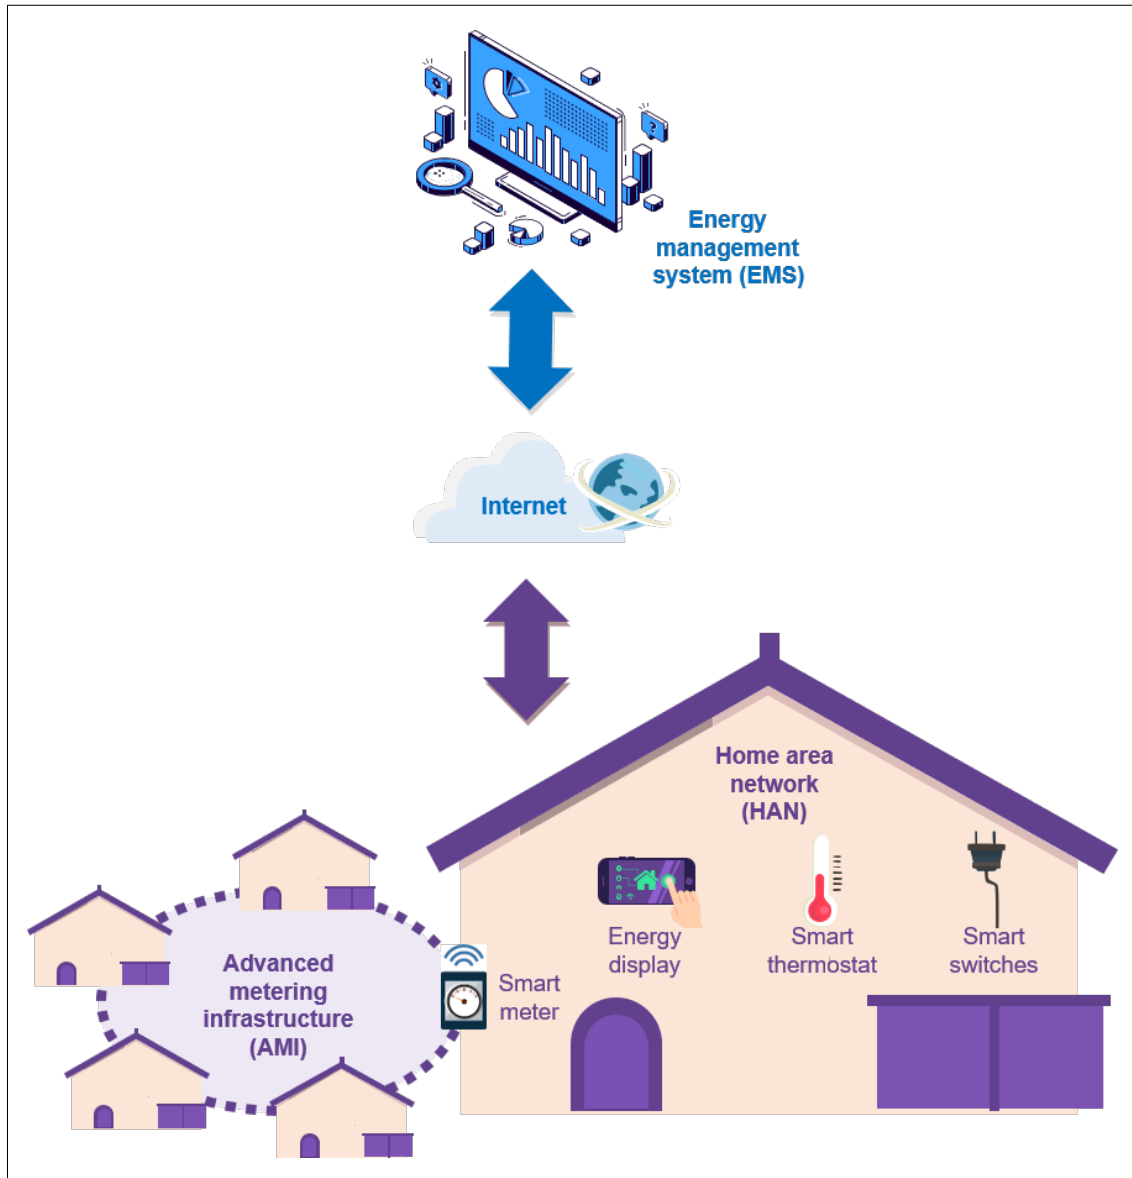 Energy
management
system (EMS)
Internet
Home area
network
(HAN)
Energy
display
Smart
thermostat
Smart
switches
Advanced
metering
infrastructure
(AMI)
Smart
meter
?